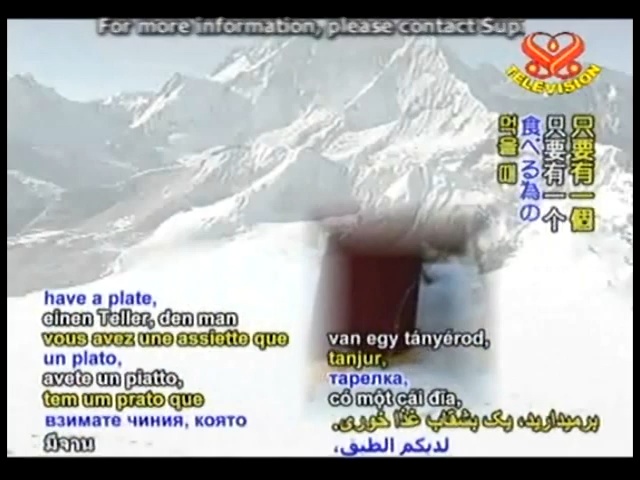 For more information, please contact Sup
TELEVISION
只要有一個
只要有一个
食べる為の
먹을 때
have a plate,
einen Teller, den man
vous avez une assiette que
un plato,
avete un piatto,
tem um prato que
взимате чиния, която
มีจาน
van egy tányérod,
tanjur,
тарелка,
có một cái đĩa,
برمیدارید، یک بشقاب غذا خوری.
لديكم الطبق،